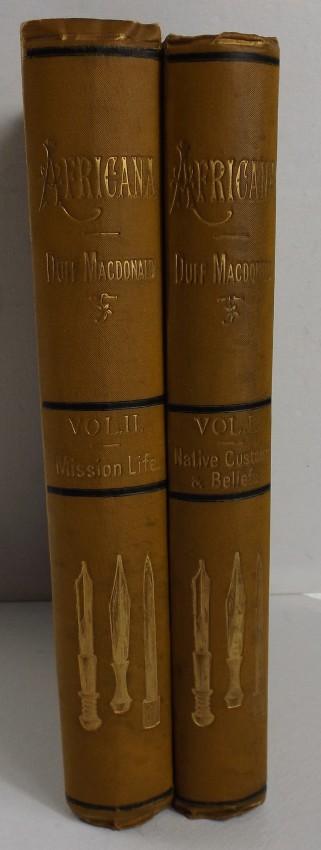 AFRICANA
DUFF MACDONALD
VOL. II.
Mission Life.
AFRICANA
DUFF MACDONALD
VOL. I.
Native Customs
& Beliefs.